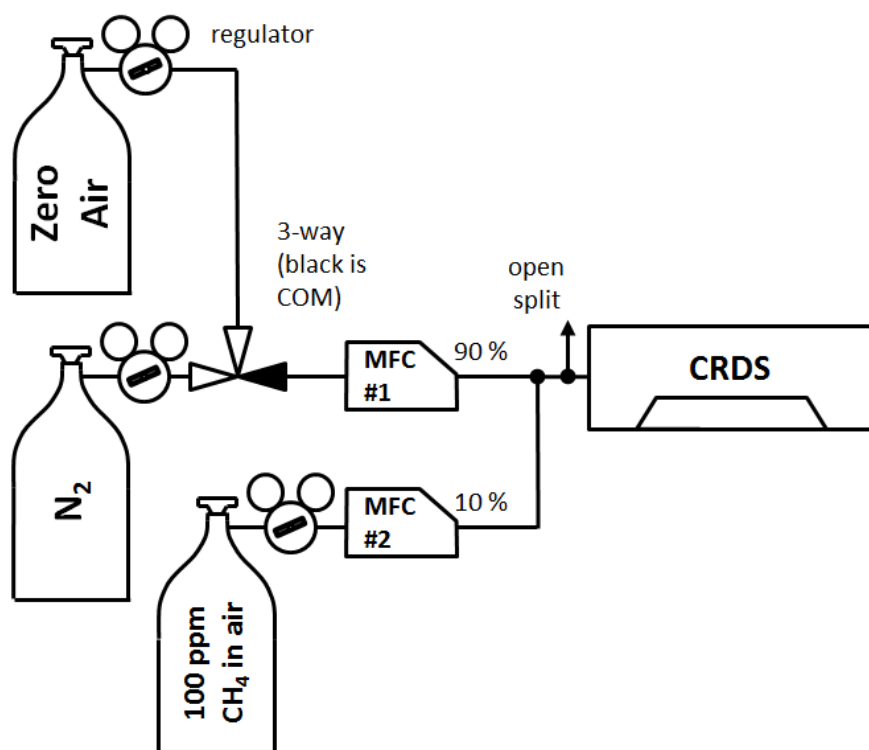 regulator
Zero
Air
3-way
(black is
COM)
open
split
MFC
#1
90 %
CRDS
N₂
MFC
#2
10 %
100 ppm
CH₄ in air